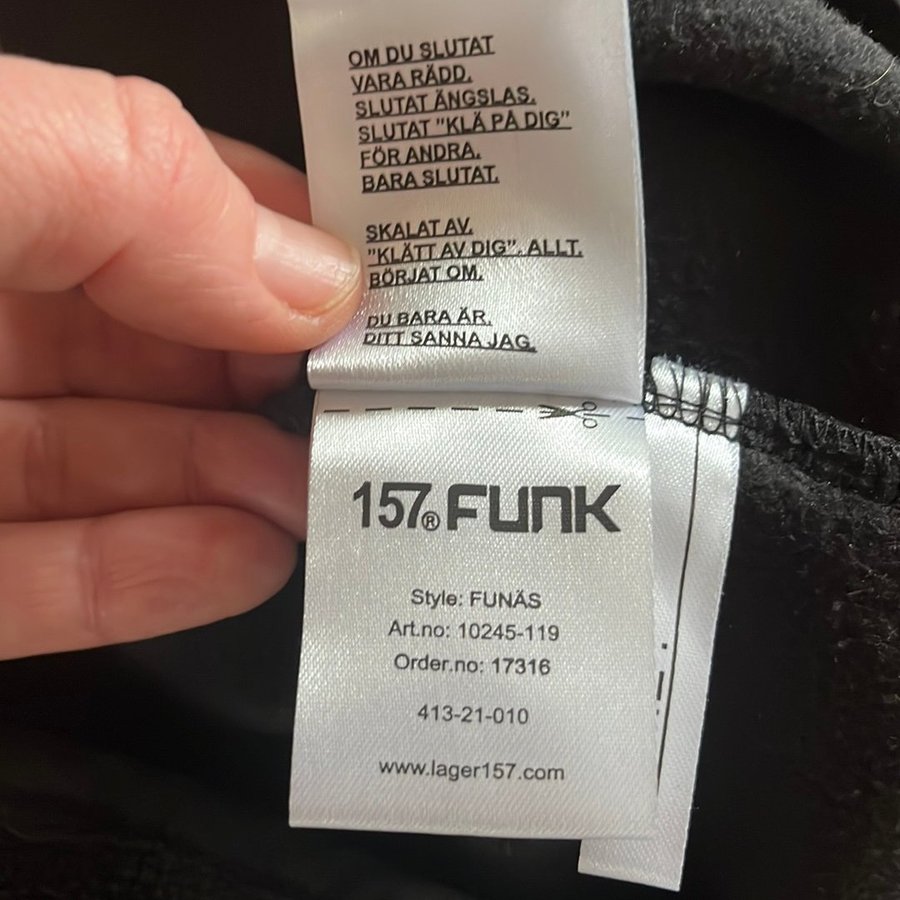 OM DU SLUTAT
VARA RÄDD.
SLUTAT ÄNGSLAS.
SLUTAT "KLÄ PÅ DIG"
FÖR ANDRA.
BARA SLUTAT.
SKALAT AV.
"KLÄTT AV DIG". ALLT.
BÖRJAT OM.
DU BARA ÄR.
DITT SANNA JAG.
157® FUNK
Style: FUNÄS
Art.no: 10245-119
Order.no: 17316
413-21-010
www.lager157.com